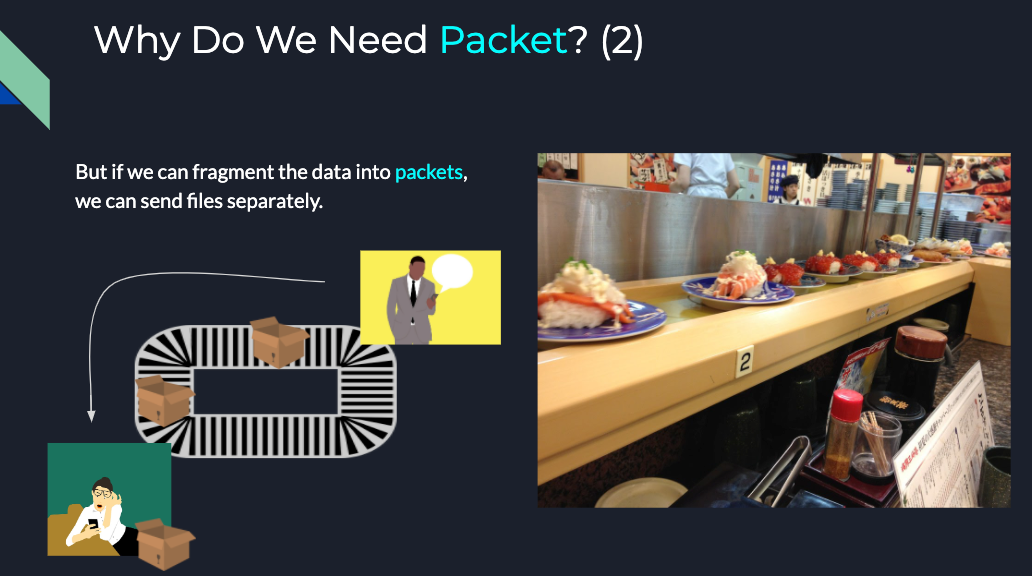 Why Do We Need Packet? (2)
But if we can fragment the data into packets,
we can send files separately.
2